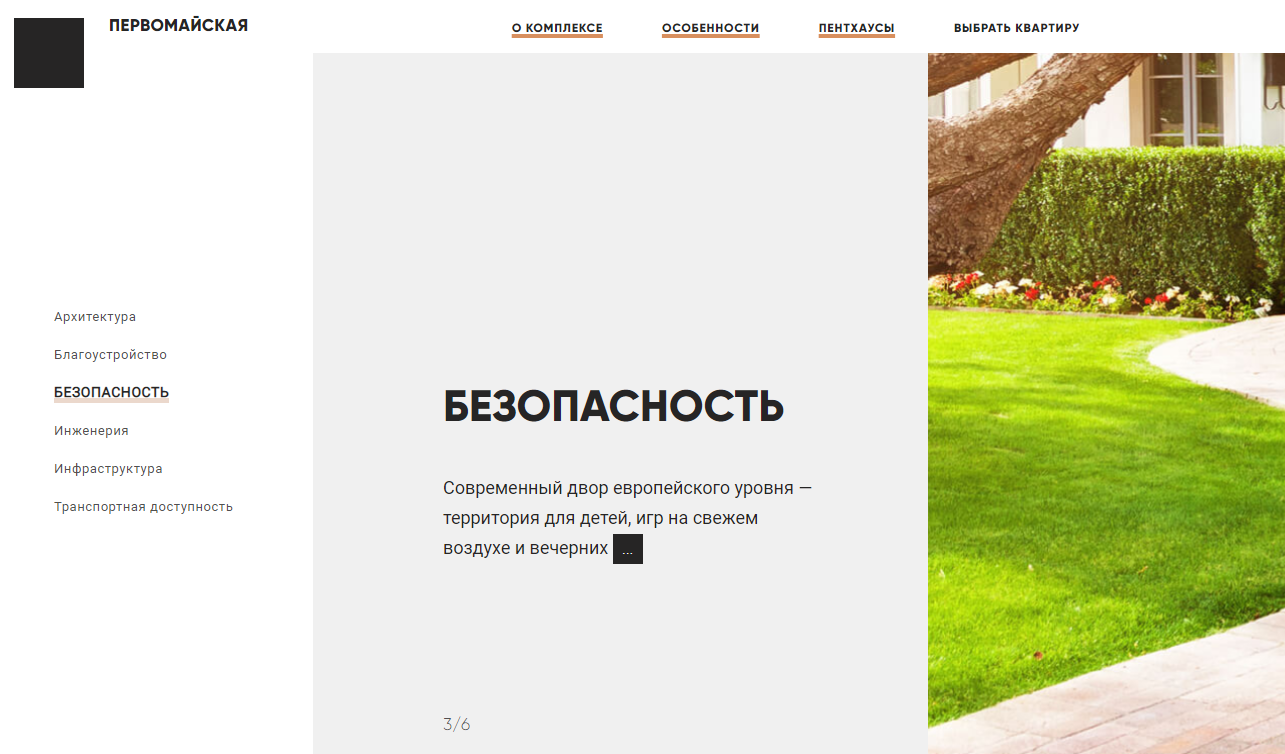 ПЕРВОМАЙСКАЯ
О КОМПЛЕКСЕ
ОСОБЕННОСТИ
ПЕНТХАУСЫ
ВЫБРАТЬ КВАРТИРУ
Архитектура
Благоустройство
БЕЗОПАСНОСТЬ
Инженерия
Инфраструктура
Транспортная доступность
БЕЗОПАСНОСТЬ
Современный двор европейского уровня —
территория для детей, игр на свежем
воздухе и вечерних ...
3/6